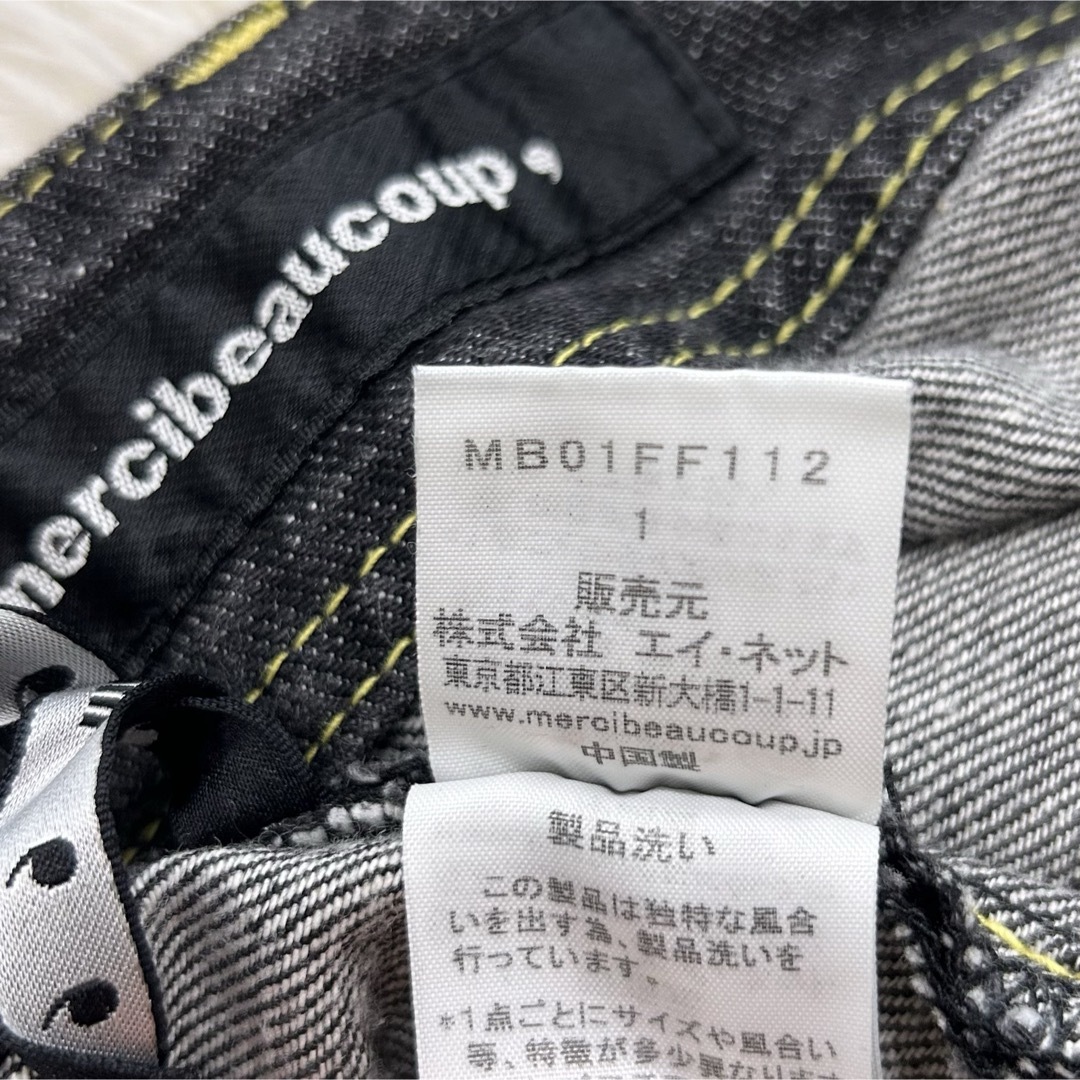 mercibeaucoup,
MB01FF112
1
販売元
株式会社 エイ・ネット
東京都江東区新大橋1-1-11
www.mercibeaucoup.jp
中国製
製品洗い
この製品は独特な風合
いを出す為、製品洗いを
行っています。
*1点ごとにサイズや風合い
等、特徴が多少異なります